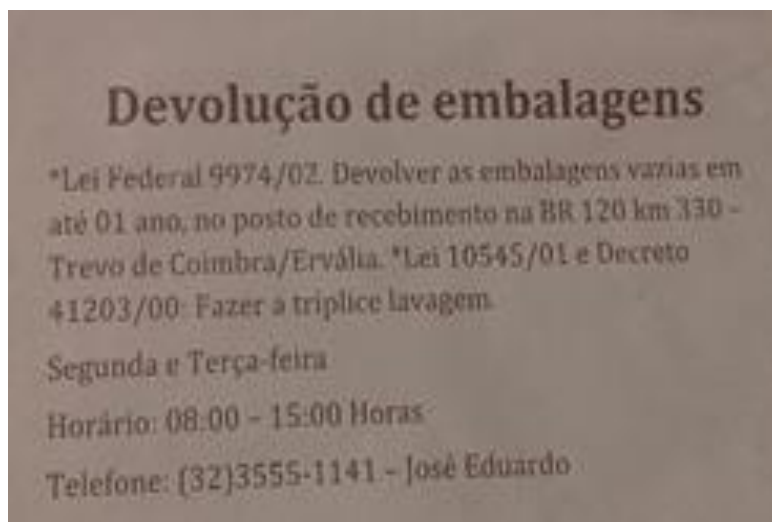 Devolução de embalagens
*Lei Federal 9974/02. Devolver as embalagens vazias em
até 01 ano, no posto de recebimento na BR 120 km 330 -
Trevo de Coimbra/Ervália. *Lei 10545/01 e Decreto
41203/00: Fazer a triplice lavagem.
Segunda e Terça-feira
Horário: 08:00 – 15:00 Horas
Telefone: (32)3555-1141 – José Eduardo